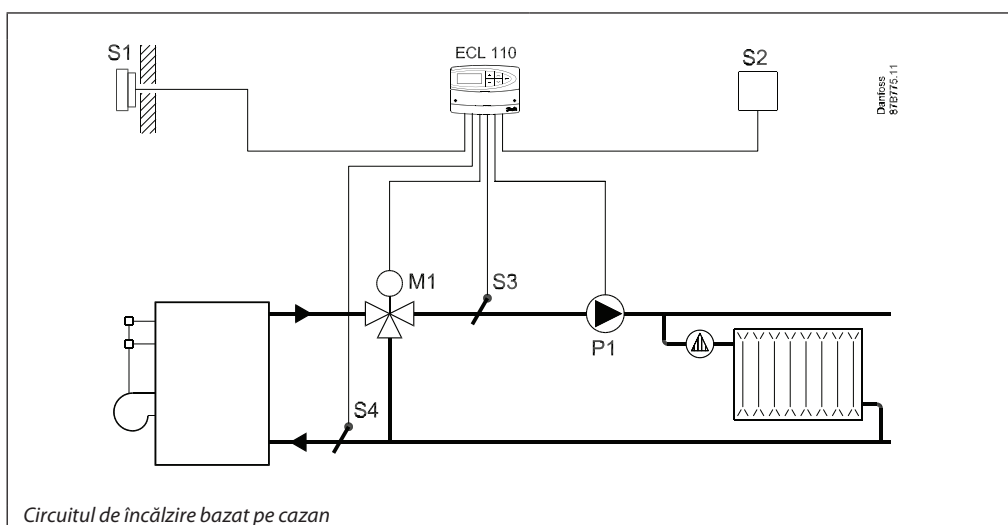 S1
ECL 110
S2
Danfoss
87B775.11
M1
S3
P1
S4
Circuitul de încălzire bazat pe cazan